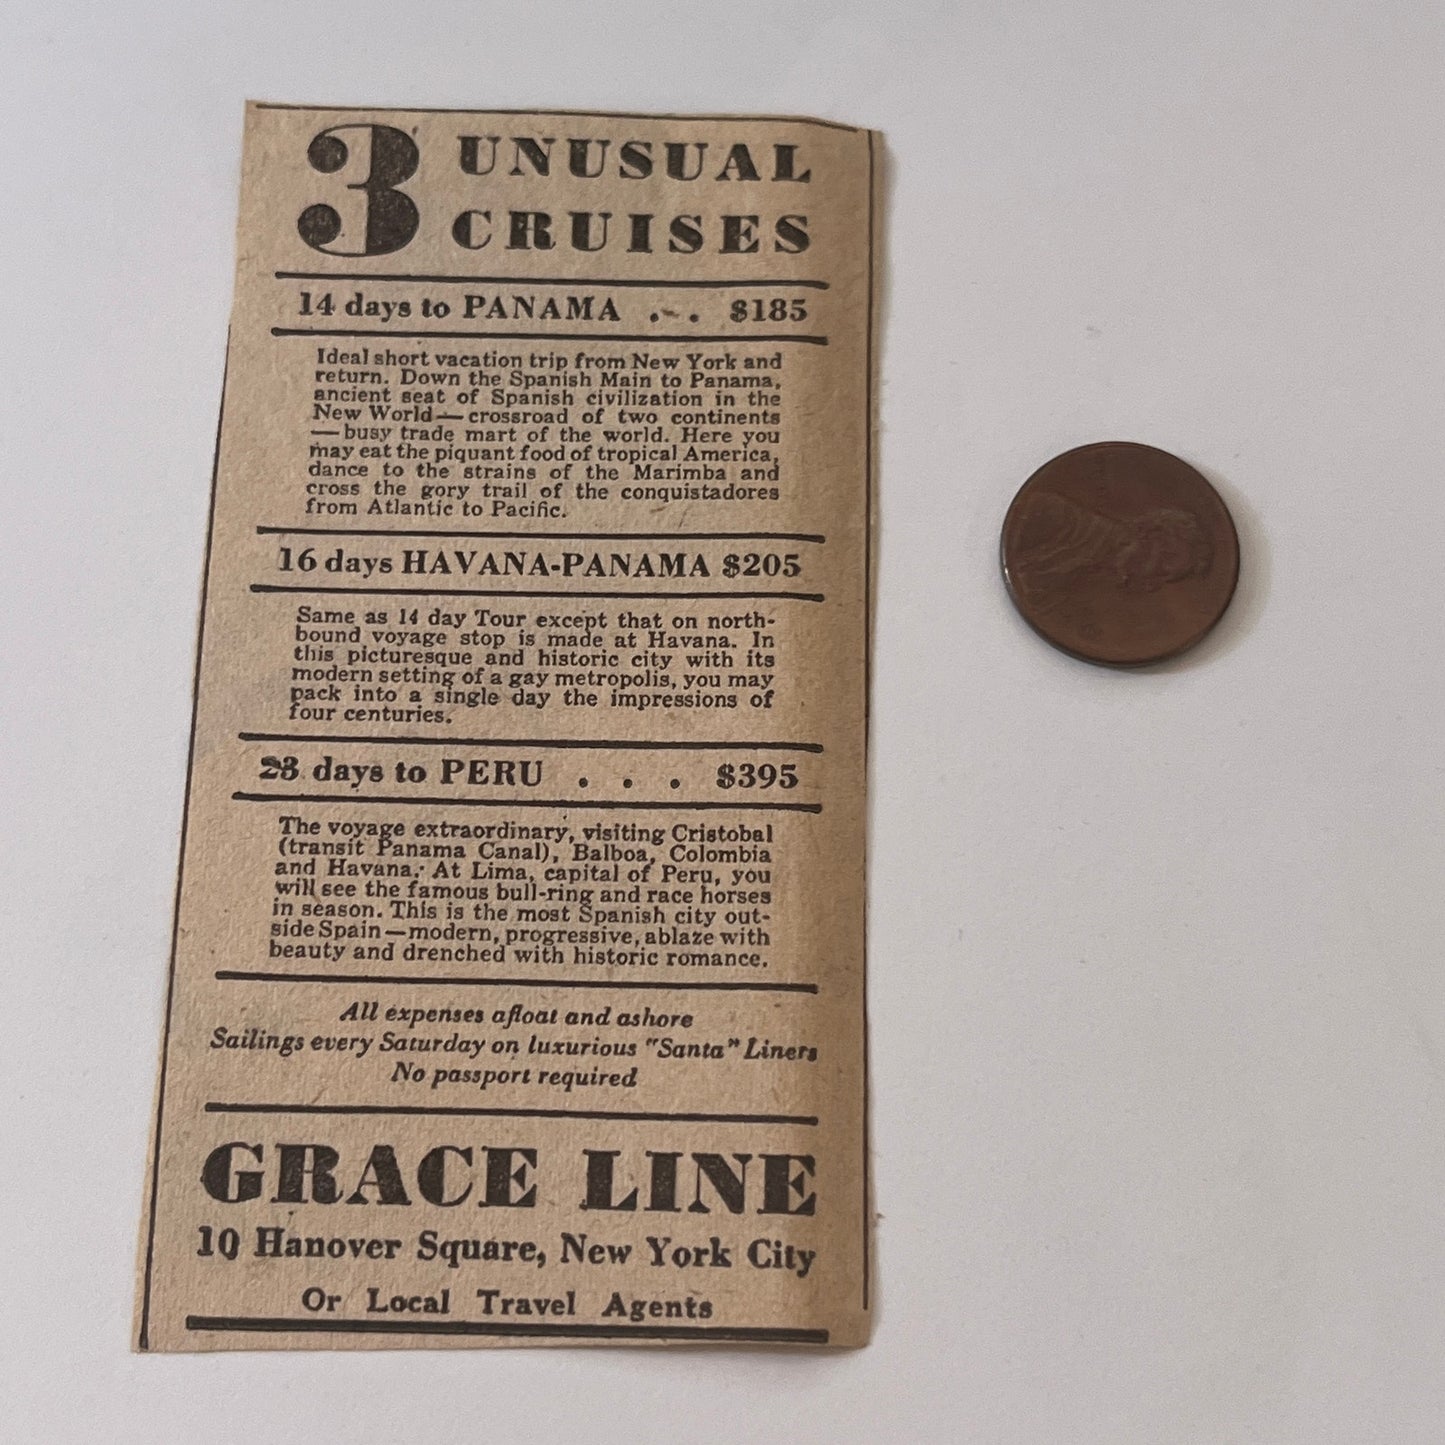 3 UNUSUAL
CRUISES
14 days to PANAMA . . . $185
Ideal short vacation trip from New York and
return. Down the Spanish Main to Panama,
ancient seat of Spanish civilization in the
New World—crossroad of two continents
—busy trade mart of the world. Here you
may eat the piquant food of tropical America,
dance to the strains of the Marimba and
cross the gory trail of the conquistadores
from Atlantic to Pacific.
16 days HAVANA-PANAMA $205
Same as 14 day Tour except that on north-
bound voyage stop is made at Havana. In
this picturesque and historic city with its
modern setting of a gay metropolis, you may
pack into a single day the impressions of
four centuries.
23 days to PERU . . . $395
The voyage extraordinary, visiting Cristobal
(transit Panama Canal), Balboa, Colombia
and Havana. At Lima, capital of Peru, you
will see the famous bull-ring and race horses
in season. This is the most Spanish city out-
side Spain—modern, progressive, ablaze with
beauty and drenched with historic romance.
All expenses afloat and ashore
Sailings every Saturday on luxurious "Santa" Liners
No passport required
GRACE LINE
10 Hanover Square, New York City
Or Local Travel Agents